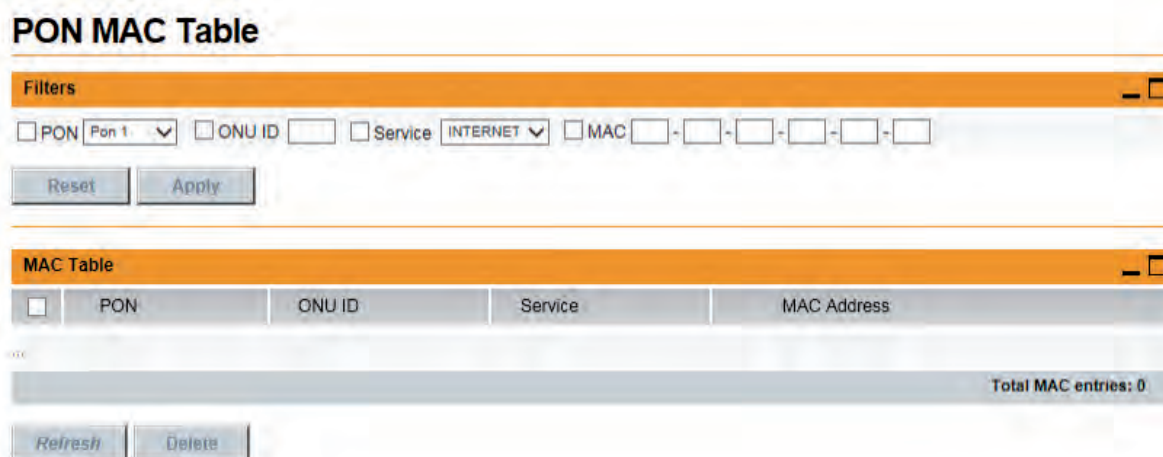 PON MAC Table
Filters
PON Pon 1 ONU ID Service INTERNET MAC - - - - -
Reset Apply
MAC Table
PON ONU ID Service MAC Address
...
Total MAC entries: 0
Refresh Delete